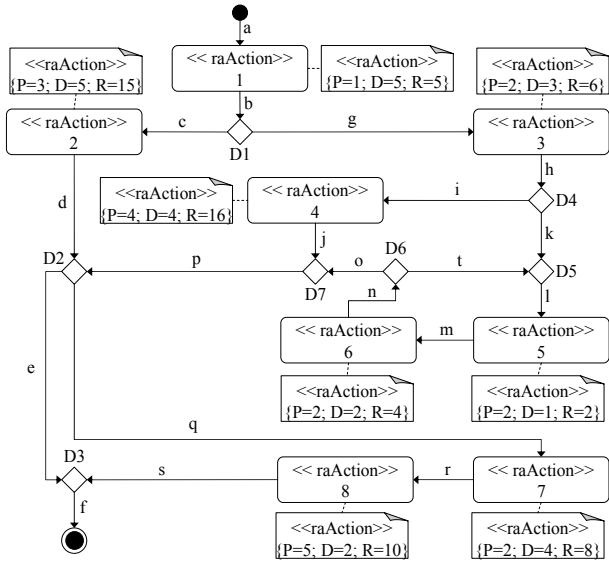 a
<<raAction>>
{P=3; D=5; R=15}
<< raAction>>
1
<<raAction>>
{P=1; D=5; R=5}
<<raAction>>
{P=2; D=3; R=6}
b
<< raAction>>
2
c
D1
g
<< raAction>>
3
h
d
<<raAction>>
{P=4; D=4; R=16}
<< raAction>>
4
i
D4
j
k
D2
p
D7
o
D6
t
D5
n
l
e
<< raAction>>
6
m
<< raAction>>
5
<<raAction>>
{P=2; D=2; R=4}
<<raAction>>
{P=2; D=1; R=2}
q
D3
s
<< raAction>>
8
r
<< raAction>>
7
f
<<raAction>>
{P=5; D=2; R=10}
<<raAction>>
{P=2; D=4; R=8}